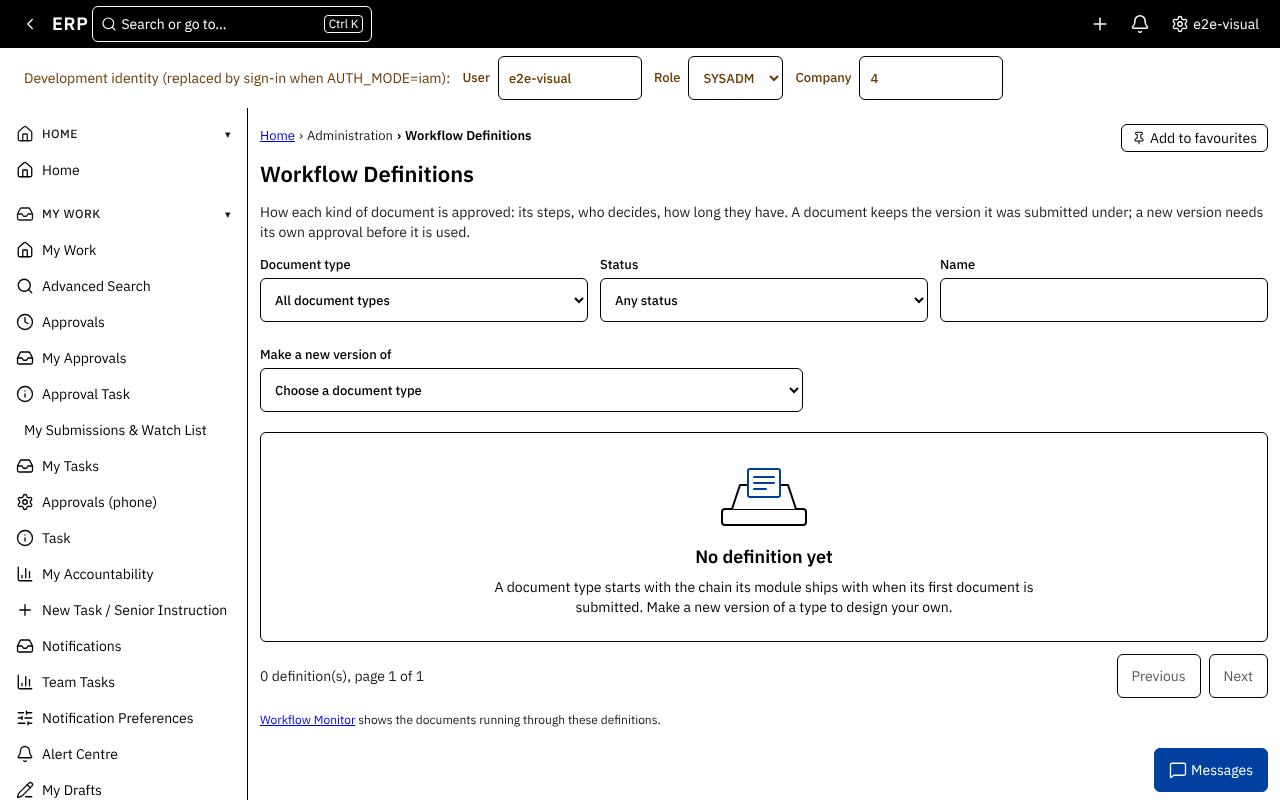 ERP
Search or go to...
Ctrl K
e2e-visual
Development identity (replaced by sign-in when AUTH_MODE=iam):
User
e2e-visual
Role
SYSADM
Company
4
HOME
Home
MY WORK
My Work
Advanced Search
Approvals
My Approvals
Approval Task
My Submissions & Watch List
My Tasks
Approvals (phone)
Task
My Accountability
New Task / Senior Instruction
Notifications
Team Tasks
Notification Preferences
Alert Centre
My Drafts
Home › Administration › Workflow Definitions
Add to favourites
Workflow Definitions
How each kind of document is approved: its steps, who decides, how long they have. A document keeps the version it was submitted under; a new version needs
its own approval before it is used.
Document type
All document types
Status
Any status
Name
Make a new version of
Choose a document type
No definition yet
A document type starts with the chain its module ships with when its first document is
submitted. Make a new version of a type to design your own.
0 definition(s), page 1 of 1
Previous
Next
Workflow Monitor shows the documents running through these definitions.
Messages